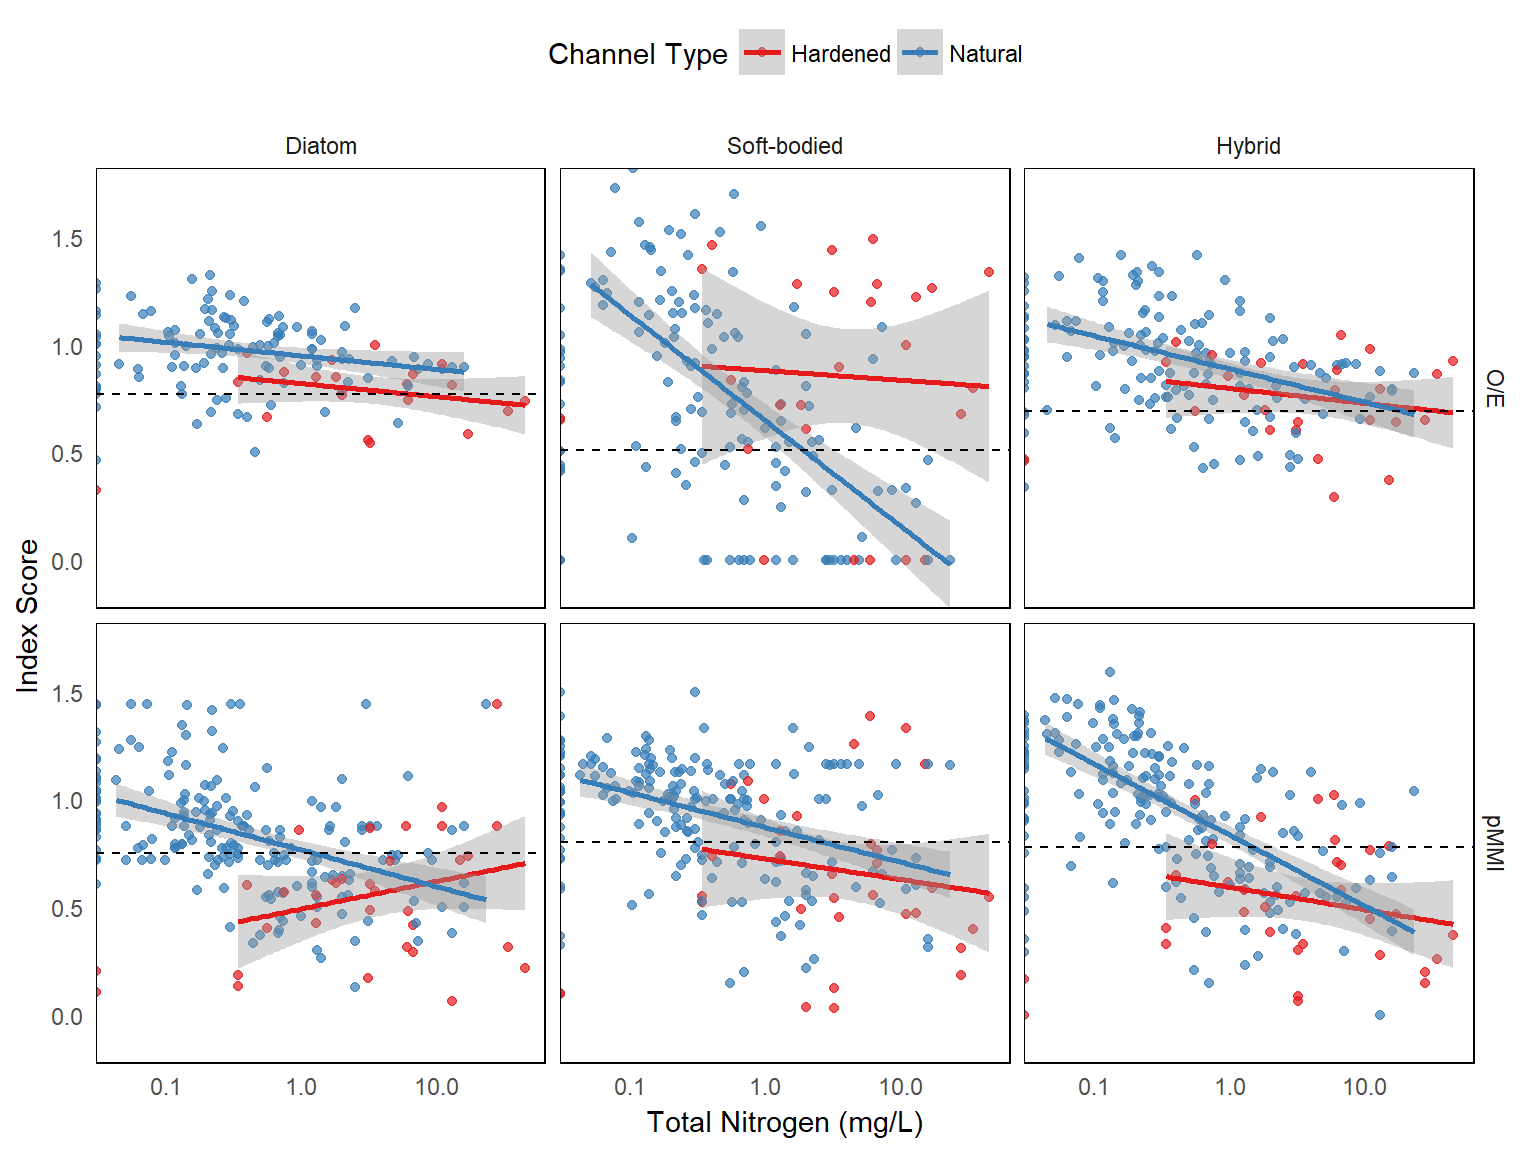 Channel Type Hardened Natural
Diatom Soft-bodied Hybrid
1.5
1.0
0.5
0.0
O/E
Index Score
1.5
1.0
0.5
0.0
pMMI
0.1 1.0 10.0 0.1 1.0 10.0 0.1 1.0 10.0
Total Nitrogen (mg/L)